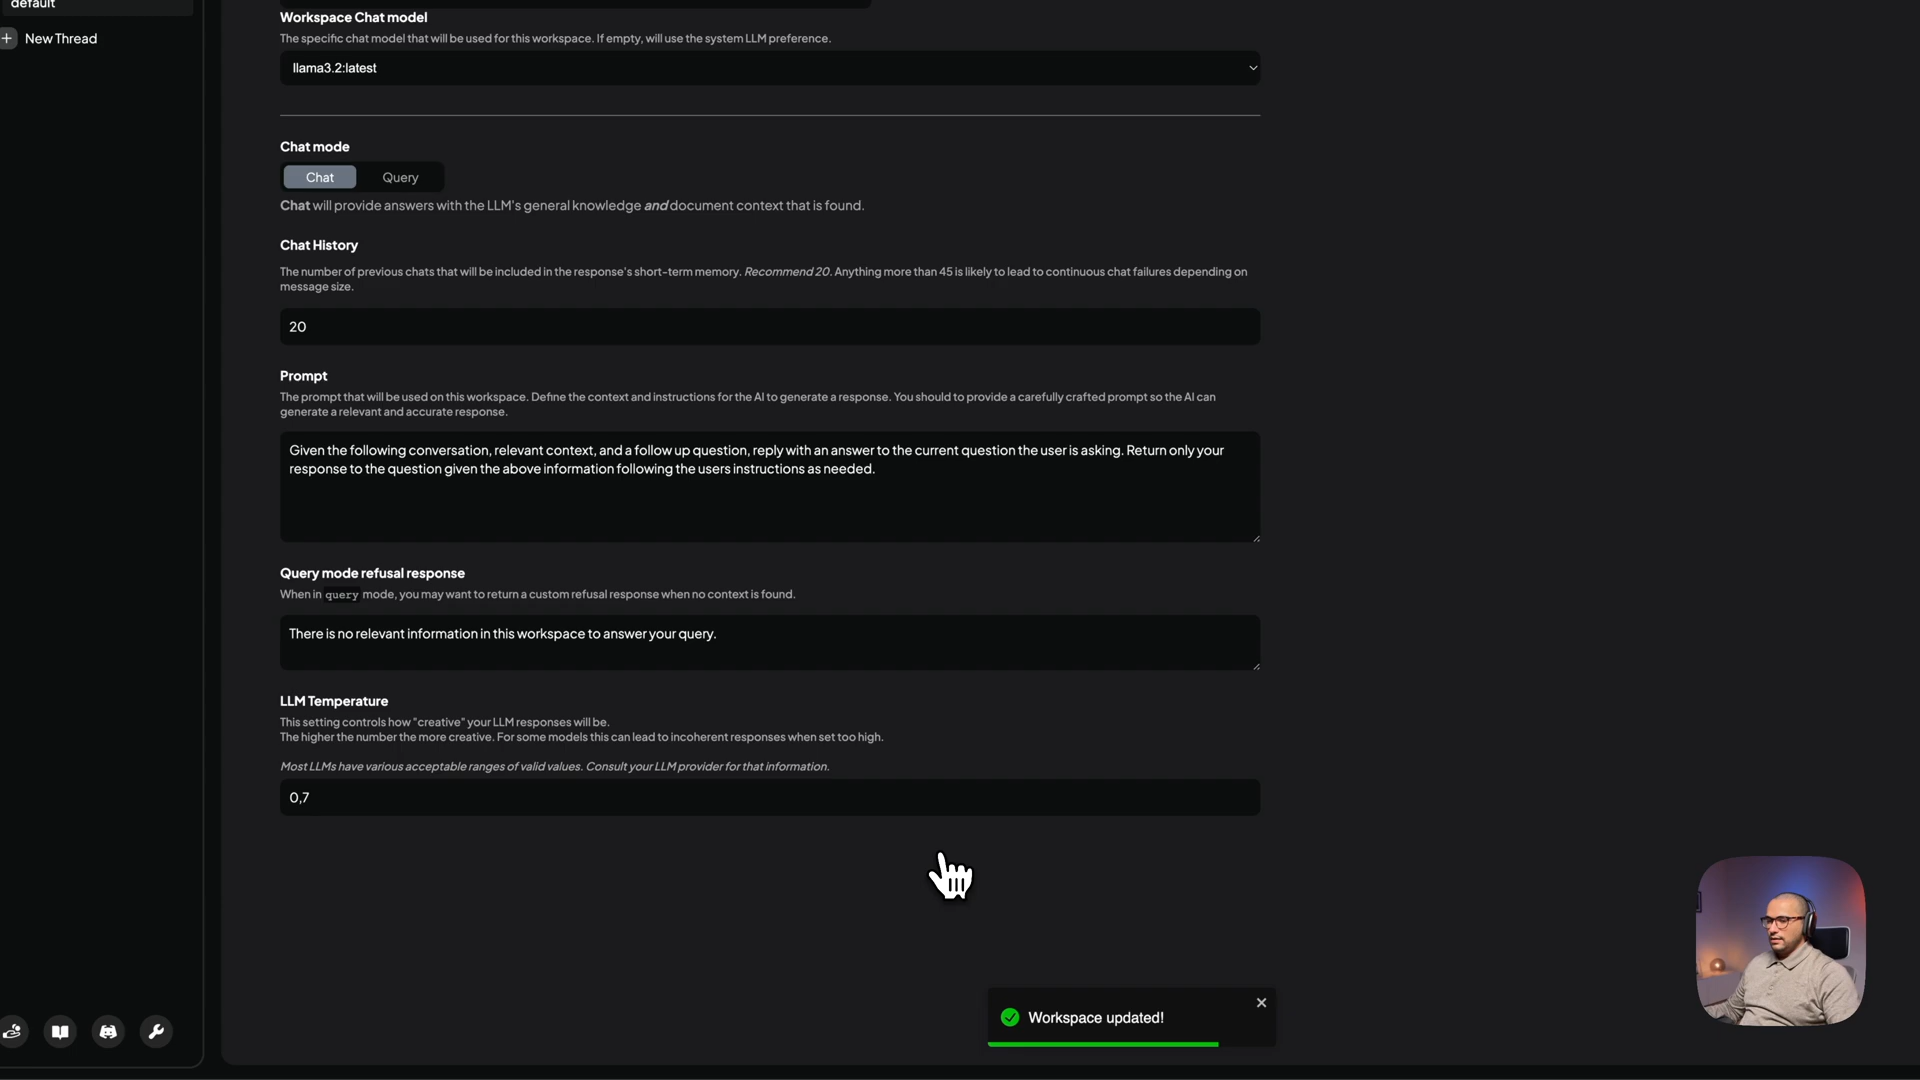 default
New Thread
Workspace Chat model
The specific chat model that will be used for this workspace. If empty, will use the system LLM preference.
llama3.2:latest
Chat mode
Chat Query
Chat will provide answers with the LLM's general knowledge and document context that is found.
Chat History
The number of previous chats that will be included in the response's short-term memory. Recommend 20. Anything more than 45 is likely to lead to continuous chat failures depending on
message size.
20
Prompt
The prompt that will be used on this workspace. Define the context and instructions for the AI to generate a response. You should to provide a carefully crafted prompt so the AI can
generate a relevant and accurate response.
Given the following conversation, relevant context, and a follow up question, reply with an answer to the current question the user is asking. Return only your
response to the question given the above information following the users instructions as needed.
Query mode refusal response
When in query mode, you may want to return a custom refusal response when no context is found.
There is no relevant information in this workspace to answer your query.
LLM Temperature
This setting controls how "creative" your LLM responses will be.
The higher the number the more creative. For some models this can lead to incoherent responses when set too high.
Most LLMs have various acceptable ranges of valid values. Consult your LLM provider for that information.
0,7
Workspace updated!